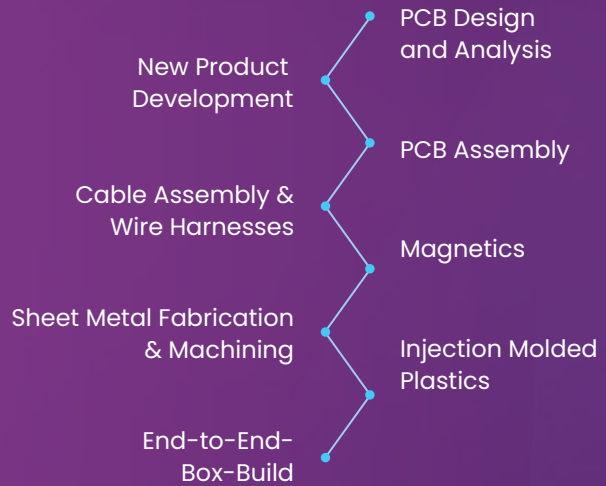 PCB Design
and Analysis
New Product
Development
PCB Assembly
Cable Assembly &
Wire Harnesses
Magnetics
Sheet Metal Fabrication
& Machining
Injection Molded
Plastics
End-to-End-
Box-Build